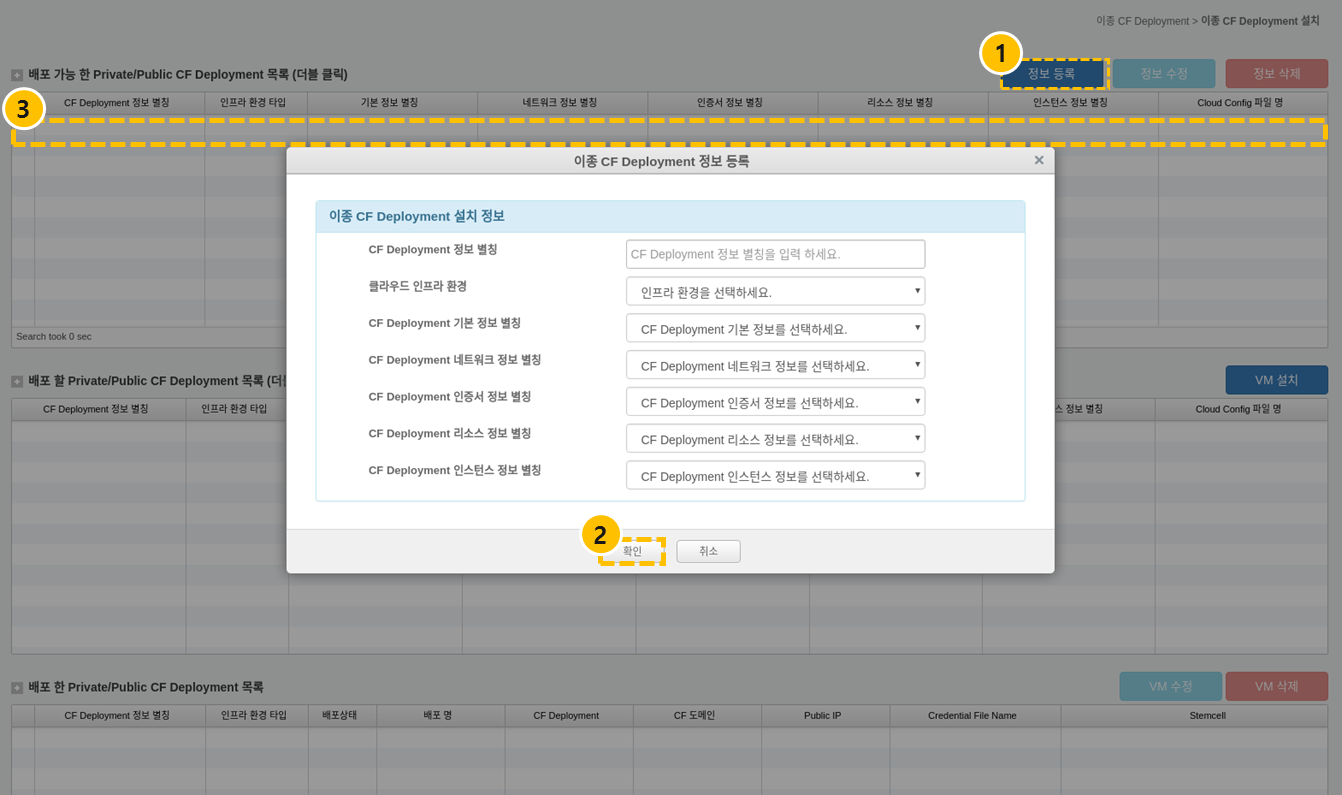 이종 CF Deployment > 이종 CF Deployment 설치
1
배포 가능 한 Private/Public CF Deployment 목록 (더블 클릭)
정보 등록
정보 수정
정보 삭제
3
CF Deployment 정보 별칭
인프라 환경 타입
기본 정보 별칭
네트워크 정보 별칭
인증서 정보 별칭
리소스 정보 별칭
인스턴스 정보 별칭
Cloud Config 파일 명
이종 CF Deployment 정보 등록
×
이종 CF Deployment 설치 정보
CF Deployment 정보 별칭
CF Deployment 정보 별칭을 입력 하세요.
클라우드 인프라 환경
인프라 환경을 선택하세요.
CF Deployment 기본 정보 별칭
CF Deployment 기본 정보를 선택하세요.
CF Deployment 네트워크 정보 별칭
CF Deployment 네트워크 정보를 선택하세요.
CF Deployment 인증서 정보 별칭
CF Deployment 인증서 정보를 선택하세요.
CF Deployment 리소스 정보 별칭
CF Deployment 리소스 정보를 선택하세요.
CF Deployment 인스턴스 정보 별칭
CF Deployment 인스턴스 정보를 선택하세요.
2
확인
취소
Search took 0 sec
배포 할 Private/Public CF Deployment 목록
VM 설치
CF Deployment 정보 별칭
인프라 환경 타입
정보 별칭
Cloud Config 파일 명
배포 한 Private/Public CF Deployment 목록
VM 수정
VM 삭제
CF Deployment 정보 별칭
인프라 환경 타입
배포상태
배포 명
CF Deployment
CF 도메인
Public IP
Credential File Name
Stemcell